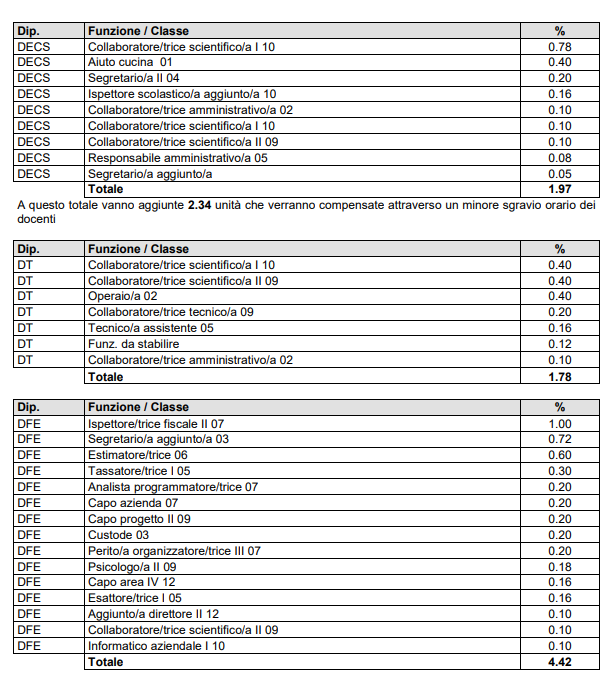 Dip. Funzione / Classe %
DECS Collaboratore/trice scientifico/a I 10 0.78
DECS Aiuto cucina 01 0.40
DECS Segretario/a II 04 0.20
DECS Ispettore scolastico/a aggiunto/a 10 0.16
DECS Collaboratore/trice amministrativo/a 02 0.10
DECS Collaboratore/trice scientifico/a I 10 0.10
DECS Collaboratore/trice scientifico/a II 09 0.10
DECS Responsabile amministrativo/a 05 0.08
DECS Segretario/a aggiunto/a 0.05
Totale 1.97
A questo totale vanno aggiunte 2.34 unità che verranno compensate attraverso un minore sgravio orario dei
docenti
Dip. Funzione / Classe %
DT Collaboratore/trice scientifico/a I 10 0.40
DT Collaboratore/trice scientifico/a II 09 0.40
DT Operaio/a 02 0.40
DT Collaboratore/trice tecnico/a 09 0.20
DT Tecnico/a assistente 05 0.16
DT Funz. da stabilire 0.12
DT Collaboratore/trice amministrativo/a 02 0.10
Totale 1.78
Dip. Funzione / Classe %
DFE Ispettore/trice fiscale II 07 1.00
DFE Segretario/a aggiunto/a 03 0.72
DFE Estimatore/trice 06 0.60
DFE Tassatore/trice I 05 0.30
DFE Analista programmatore/trice 07 0.20
DFE Capo azienda 07 0.20
DFE Capo progetto II 09 0.20
DFE Custode 03 0.20
DFE Perito/a organizzatore/trice III 07 0.20
DFE Psicologo/a II 09 0.18
DFE Capo area IV 12 0.16
DFE Esattore/trice I 05 0.16
DFE Aggiunto/a direttore II 12 0.10
DFE Collaboratore/trice scientifico/a II 09 0.10
DFE Informatico aziendale I 10 0.10
Totale 4.42